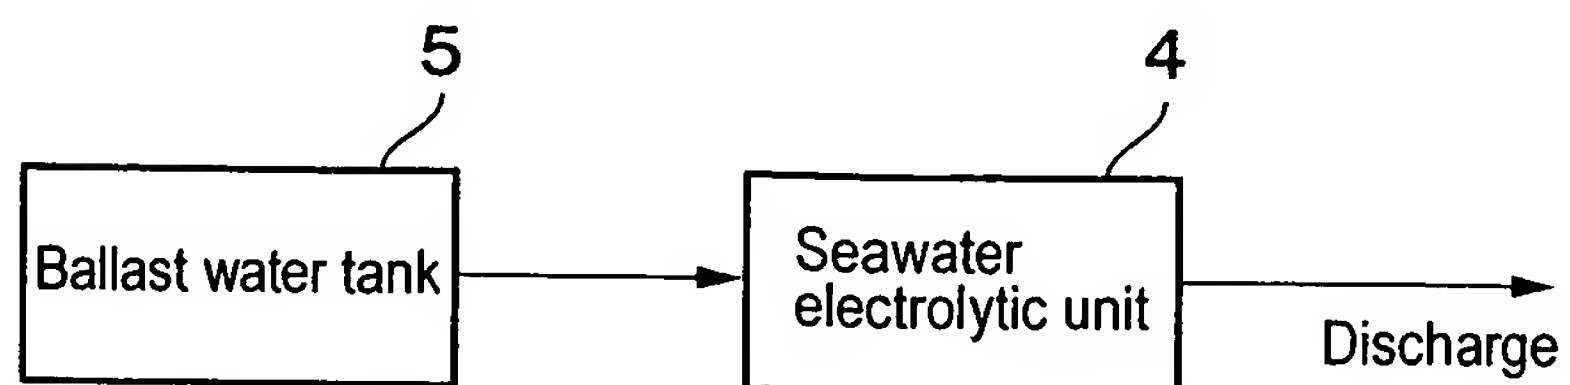 5
4
Ballast water tank
Seawater
electrolytic unit
Discharge